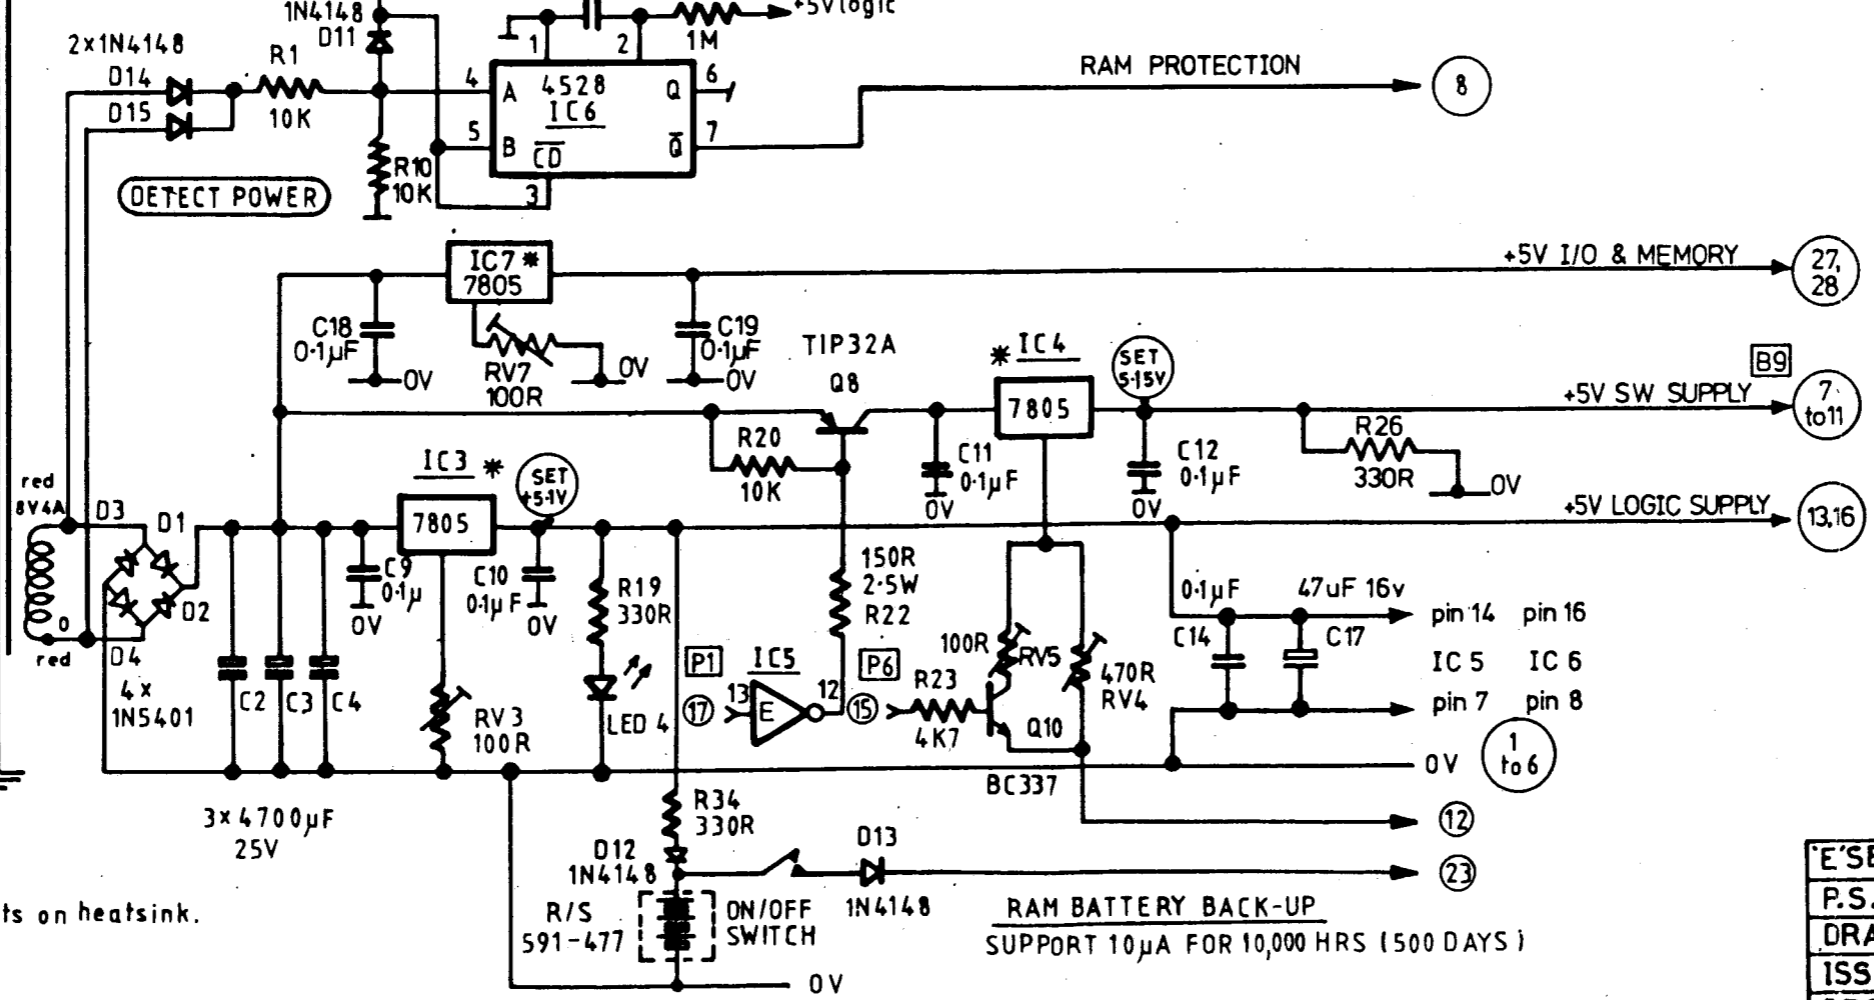 1N4148
D11
+5V logic
1
2
1M
2×1N4148
R1
D14
D15
10K
4
A
4528
IC6
Q
6
5
B
CD
Q
7
3
RAM PROTECTION
8
R10
10K
DETECT POWER
IC7 *
7805
+5V I/O & MEMORY
27,
28
C18
0·1µF
0V
RV7
100R
0V
C19
0·1µF
0V
TIP32A
Q8
* IC4
7805
SET
5·15V
B9
+5V SW SUPPLY
7
to11
R20
10K
C11
0·1µF
0V
C12
0·1µF
0V
R26
330R
0V
IC3 *
7805
SET
+5·1V
+5V LOGIC SUPPLY
13,16
red
8V4A
D3
D1
D2
0
red
D4
4×
1N5401
C2
C3
C4
C9
0·1µ
0V
C10
0·1µF
0V
R19
330R
LED 4
RV3
100R
150R
2·5W
R22
P1
17
13
IC5
E
12
P6
15
R23
4K7
100R
RV5
470R
RV4
Q10
BC337
0·1µF
47uF 16v
C14
C17
pin 14 pin 16
IC 5 IC 6
pin 7 pin 8
0V
1
to 6
3×4700µF
25V
R34
330R
12
D12
1N4148
D13
1N4148
23
R/S
591-477
ON/OFF
SWITCH
RAM BATTERY BACK-UP
SUPPORT 10µA FOR 10,000 HRS (500 DAYS)
0V
ts on heatsink.
'E'SE
P.S.
DRA
ISS